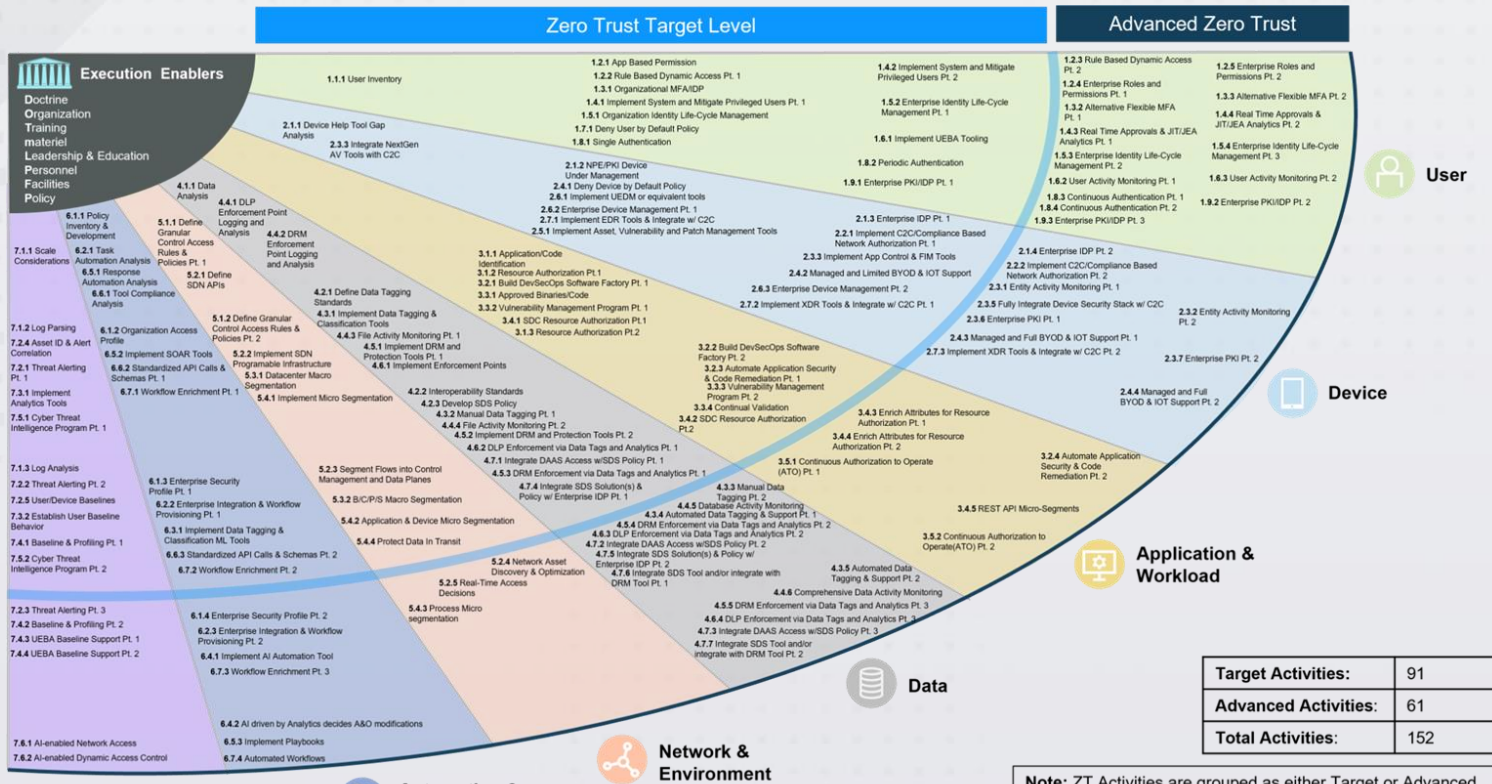 Zero Trust Target Level
Advanced Zero Trust
Execution Enablers
Doctrine
Organization
Training
materiel
Leadership & Education
Personnel
Facilities
Policy
1.1.1 User Inventory
1.2.1 App Based Permission
1.2.2 Rule Based Dynamic Access Pt. 1
1.3.1 Organizational MFA/IDP
1.4.1 Implement System and Mitigate Privileged Users Pt. 1
1.5.1 Organization Identity Life-Cycle Management
1.7.1 Deny User by Default Policy
1.8.1 Single Authentication
1.4.2 Implement System and Mitigate
Privileged Users Pt. 2
1.5.2 Enterprise Identity Life-Cycle
Management Pt. 1
1.6.1 Implement UEBA Tooling
1.8.2 Periodic Authentication
1.9.1 Enterprise PKI/IDP Pt. 1
1.2.3 Rule Based Dynamic Access
Pt. 2
1.2.4 Enterprise Roles and
Permissions Pt. 1
1.3.2 Alternative Flexible MFA
Pt. 1
1.4.3 Real Time Approvals & JIT/JEA
Analytics Pt. 1
1.5.3 Enterprise Identity Life-Cycle
Management Pt. 2
1.6.2 User Activity Monitoring Pt. 1
1.8.3 Continuous Authentication Pt. 1
1.8.4 Continuous Authentication Pt. 2
1.9.3 Enterprise PKI/IDP Pt. 3
1.2.5 Enterprise Roles and
Permissions Pt. 2
1.3.3 Alternative Flexible MFA Pt. 2
1.4.4 Real Time Approvals &
JIT/JEA Analytics Pt. 2
1.5.4 Enterprise Identity Life-Cycle
Management Pt. 3
1.6.3 User Activity Monitoring Pt. 2
1.9.2 Enterprise PKI/IDP Pt. 2
User
2.1.1 Device Help Tool Gap
Analysis
2.3.3 Integrate NextGen
AV Tools with C2C
2.1.2 NPE/PKI Device
Under Management
2.4.1 Deny Device by Default Policy
2.6.1 Implement UEDM or equivalent tools
2.6.2 Enterprise Device Management Pt. 1
2.7.1 Implement EDR Tools & Integrate w/ C2C
2.5.1 Implement Asset, Vulnerability and Patch Management Tools
2.1.3 Enterprise IDP Pt. 1
2.2.1 Implement C2C/Compliance Based
Network Authorization Pt. 1
2.3.3 Implement App Control & FIM Tools
2.4.2 Managed and Limited BYOD & IOT Support
2.6.3 Enterprise Device Management Pt. 2
2.7.2 Implement XDR Tools & Integrate w/ C2C Pt. 1
2.1.4 Enterprise IDP Pt. 2
2.2.2 Implement C2C/Compliance Based
Network Authorization Pt. 2
2.3.1 Entity Activity Monitoring Pt. 1
2.3.5 Fully Integrate Device Security Stack w/ C2C
2.3.6 Enterprise PKI Pt. 1
2.4.3 Managed and Full BYOD & IOT Support Pt. 1
2.7.3 Implement XDR Tools & Integrate w/ C2C Pt. 2
2.3.2 Entity Activity Monitoring
Pt. 2
2.3.7 Enterprise PKI Pt. 2
2.4.4 Managed and Full
BYOD & IOT Support Pt. 2
Device
3.1.1 Application/Code
Identification
3.1.2 Resource Authorization Pt.1
3.2.1 Build DevSecOps Software Factory Pt. 1
3.3.1 Approved Binaries/Code
3.3.2 Vulnerability Management Program Pt. 1
3.4.1 SDC Resource Authorization Pt.1
3.1.3 Resource Authorization Pt.2
3.2.2 Build DevSecOps Software
Factory Pt. 2
3.2.3 Automate Application Security
& Code Remediation Pt. 1
3.3.3 Vulnerability Management
Program Pt. 2
3.3.4 Continual Validation
3.4.2 SDC Resource Authorization
Pt.2
3.4.3 Enrich Attributes for Resource
Authorization Pt. 1
3.4.4 Enrich Attributes for Resource
Authorization Pt. 2
3.5.1 Continuous Authorization to Operate
(ATO) Pt. 1
3.2.4 Automate Application
Security & Code
Remediation Pt. 2
3.4.5 REST API Micro-Segments
3.5.2 Continuous Authorization to
Operate(ATO) Pt. 2
Application &
Workload
4.1.1 Data
Analysis
4.4.1 DLP
Enforcement Point
Logging and
Analysis
4.4.2 DRM
Enforcement
Point Logging
and Analysis
4.2.1 Define Data Tagging
Standards
4.3.1 Implement Data Tagging &
Classification Tools
4.4.3 File Activity Monitoring Pt. 1
4.5.1 Implement DRM and
Protection Tools Pt. 1
4.6.1 Implement Enforcement Points
4.2.2 Interoperability Standards
4.2.3 Develop SDS Policy
4.3.2 Manual Data Tagging Pt. 1
4.4.4 File Activity Monitoring Pt. 2
4.5.2 Implement DRM and Protection Tools Pt. 2
4.6.2 DLP Enforcement via Data Tags and Analytics Pt. 1
4.7.1 Integrate DAAS Access w/SDS Policy Pt. 1
4.5.3 DRM Enforcement via Data Tags and Analytics Pt. 1
4.7.4 Integrate SDS Solution(s) &
Policy w/ Enterprise IDP Pt. 1
4.3.3 Manual Data
Tagging Pt. 2
4.4.5 Database Activity Monitoring
4.3.4 Automated Data Tagging & Support Pt. 1
4.5.4 DRM Enforcement via Data Tags and Analytics Pt. 2
4.6.3 DLP Enforcement via Data Tags and Analytics Pt. 2
4.7.2 Integrate DAAS Access w/SDS Policy Pt. 2
4.7.5 Integrate SDS Solution(s) & Policy w/
Enterprise IDP Pt. 2
4.7.6 Integrate SDS Tool and/or integrate with
DRM Tool Pt. 1
4.3.5 Automated Data
Tagging & Support Pt. 2
4.4.6 Comprehensive Data Activity Monitoring
4.5.5 DRM Enforcement via Data Tags and Analytics Pt. 3
4.6.4 DLP Enforcement via Data Tags and Analytics Pt. 3
4.7.3 Integrate DAAS Access w/SDS Policy Pt. 3
4.7.7 Integrate SDS Tool and/or
integrate with DRM Tool Pt. 2
Data
5.1.1 Define
Granular
Control Access
Rules &
Policies Pt. 1
5.2.1 Define
SDN APIs
5.1.2 Define Granular
Control Access Rules &
Policies Pt. 2
5.2.2 Implement SDN
Programable Infrastructure
5.3.1 Datacenter Macro
Segmentation
5.4.1 Implement Micro Segmentation
5.2.3 Segment Flows into Control
Management and Data Planes
5.3.2 B/C/P/S Macro Segmentation
5.4.2 Application & Device Micro Segmentation
5.4.4 Protect Data In Transit
5.2.4 Network Asset
Discovery & Optimization
5.2.5 Real-Time Access
Decisions
5.4.3 Process Micro
segmentation
Network &
Environment
6.1.1 Policy
Inventory &
Development
6.2.1 Task
Automation Analysis
6.5.1 Response
Automation Analysis
6.6.1 Tool Compliance
Analysis
6.1.2 Organization Access
Profile
6.5.2 Implement SOAR Tools
6.6.2 Standardized API Calls &
Schemas Pt. 1
6.7.1 Workflow Enrichment Pt. 1
6.1.3 Enterprise Security
Profile Pt. 1
6.2.2 Enterprise Integration & Workflow
Provisioning Pt. 1
6.3.1 Implement Data Tagging &
Classification ML Tools
6.6.3 Standardized API Calls & Schemas Pt. 2
6.7.2 Workflow Enrichment Pt. 2
6.1.4 Enterprise Security Profile Pt. 2
6.2.3 Enterprise Integration & Workflow
Provisioning Pt. 2
6.4.1 Implement AI Automation Tool
6.7.3 Workflow Enrichment Pt. 3
6.4.2 AI driven by Analytics decides A&O modifications
6.5.3 Implement Playbooks
6.7.4 Automated Workflows
7.1.1 Scale
Considerations
7.1.2 Log Parsing
7.2.4 Asset ID & Alert
Correlation
7.2.1 Threat Alerting
Pt. 1
7.3.1 Implement
Analytics Tools
7.5.1 Cyber Threat
Intelligence Program Pt. 1
7.1.3 Log Analysis
7.2.2 Threat Alerting Pt. 2
7.2.5 User/Device Baselines
7.3.2 Establish User Baseline
Behavior
7.4.1 Baseline & Profiling Pt. 1
7.5.2 Cyber Threat
Intelligence Program Pt. 2
7.2.3 Threat Alerting Pt. 3
7.4.2 Baseline & Profiling Pt. 2
7.4.3 UEBA Baseline Support Pt. 1
7.4.4 UEBA Baseline Support Pt. 2
7.6.1 AI-enabled Network Access
7.6.2 AI-enabled Dynamic Access Control
Target Activities: 91
Advanced Activities: 61
Total Activities: 152
Note: ZT Activities are grouped as either Target or Advanced